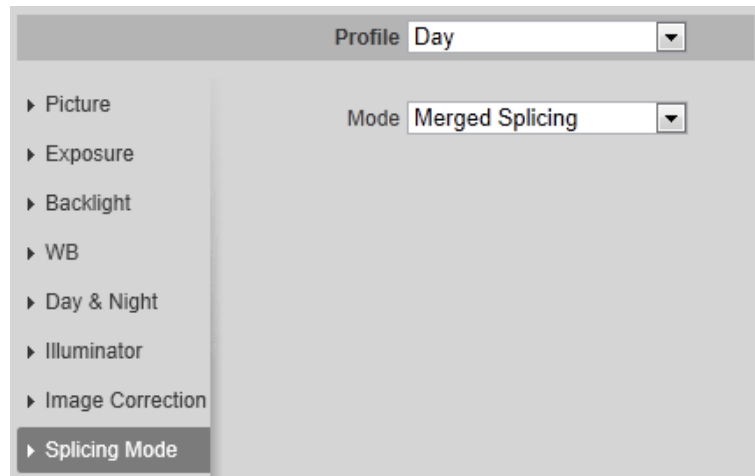 Profile Day
Mode Merged Splicing
Picture
Exposure
Backlight
WB
Day & Night
Illuminator
Image Correction
Splicing Mode